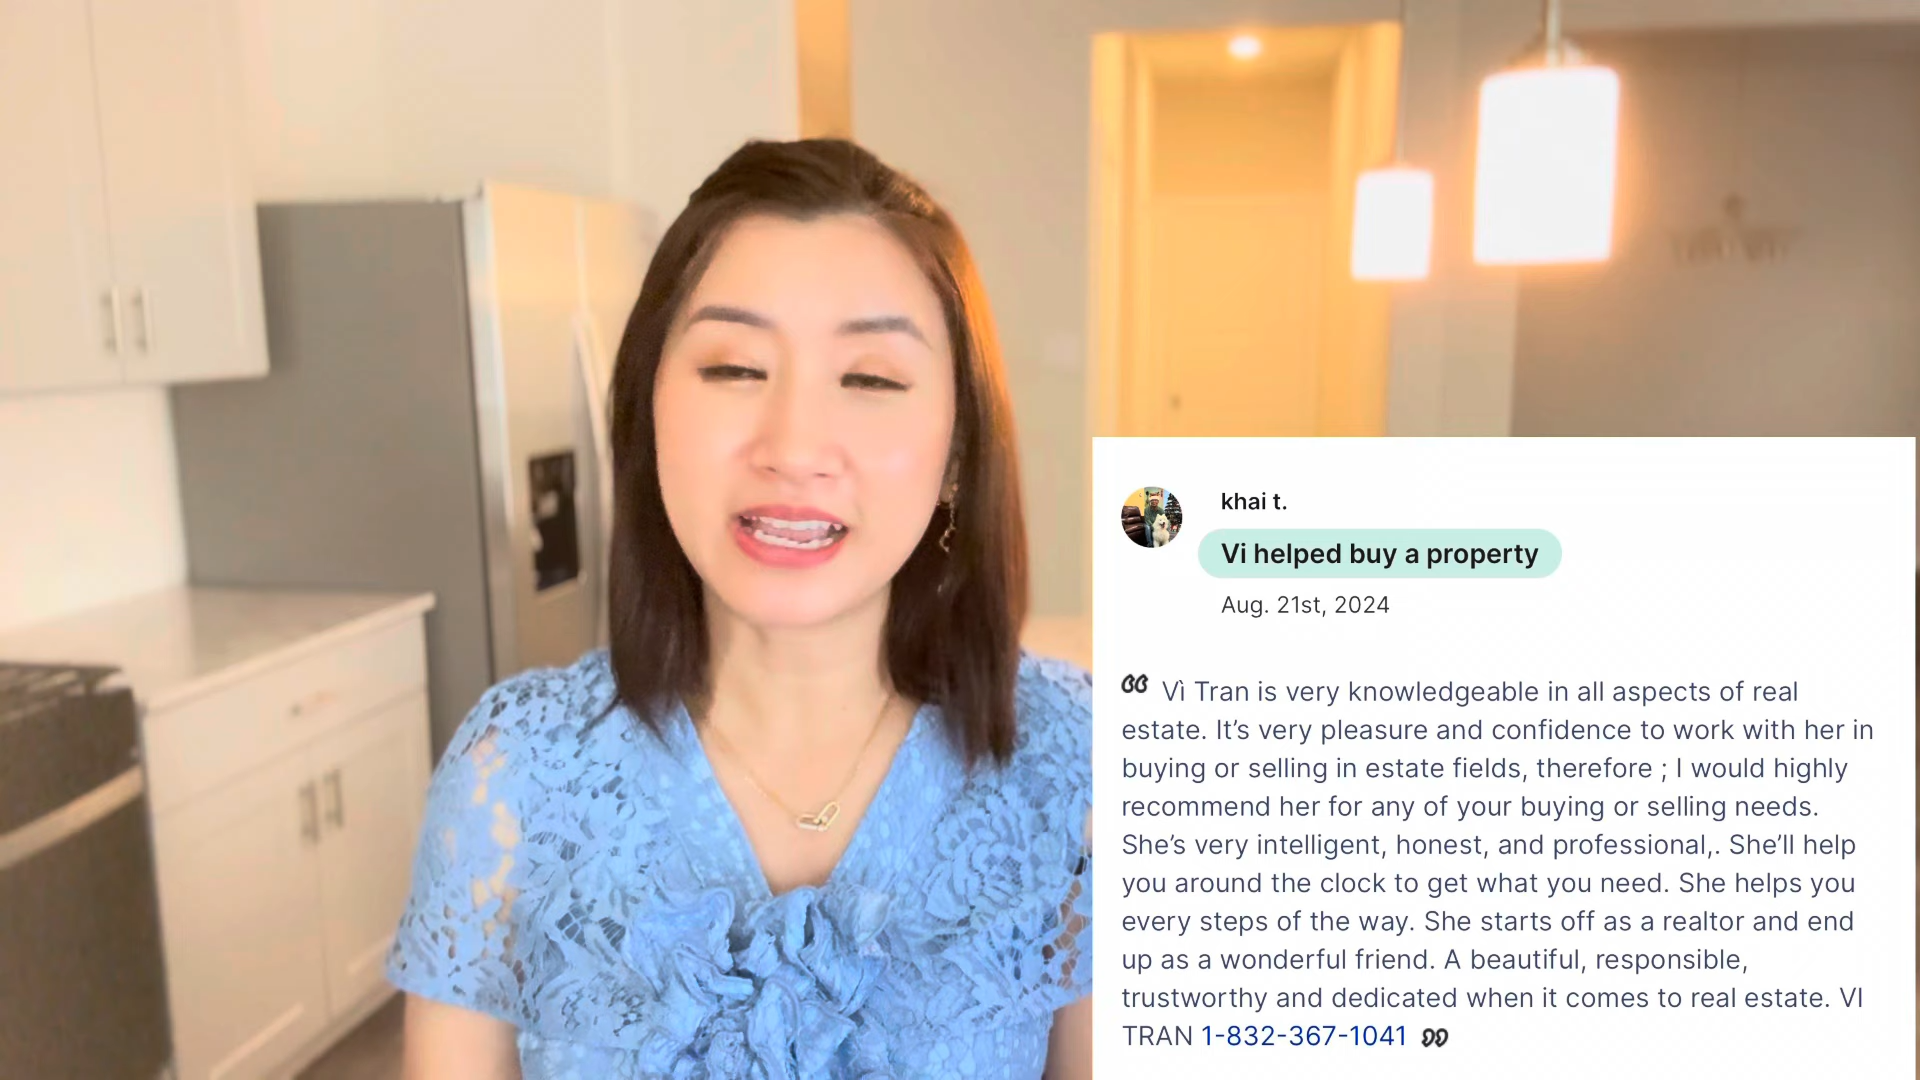 khai t.
Vi helped buy a property
Aug. 21st, 2024
“ Vì Tran is very knowledgeable in all aspects of real
estate. It’s very pleasure and confidence to work with her in
buying or selling in estate fields, therefore ; I would highly
recommend her for any of your buying or selling needs.
She’s very intelligent, honest, and professional,. She’ll help
you around the clock to get what you need. She helps you
every steps of the way. She starts off as a realtor and end
up as a wonderful friend. A beautiful, responsible,
trustworthy and dedicated when it comes to real estate. VI
TRAN 1-832-367-1041 ”